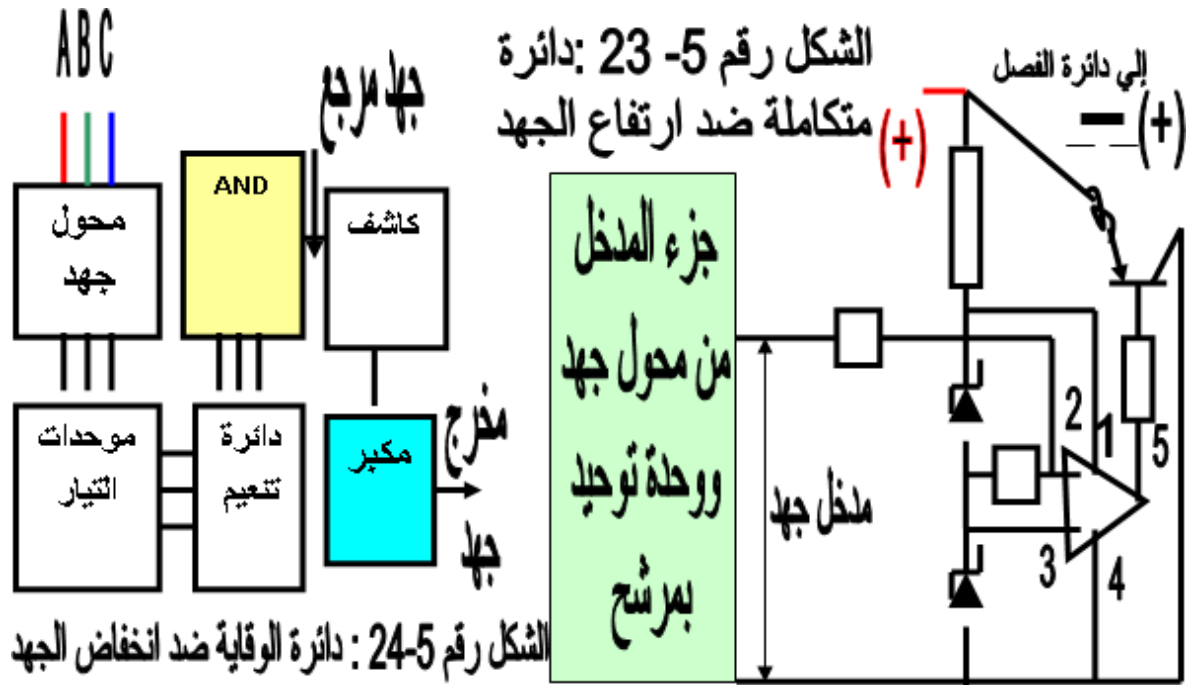 الشكل رقم 5- 23 :دائرة
متكاملة ضد ارتفاع الجهد
إلي دائرة الفصل
(+)
(+)
جزء المدخل
من محول جهد
ووحدة توحيد
بمرشح
مدخل جهد
1
2
3
4
5
A B C
جهد مرجع
محول
جهد
AND
كاشف
موحدات
التيار
دائرة
تنعيم
مكبر
مخرج
جهد
الشكل رقم 5-24 : دائرة الوقاية ضد انخفاض الجهد